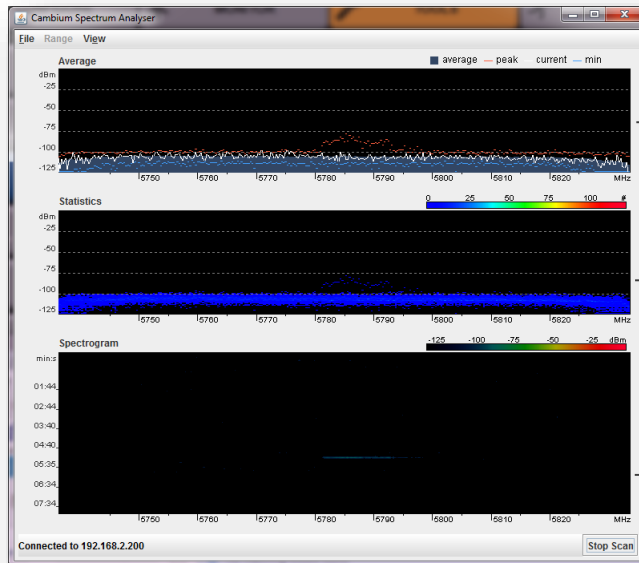 Cambium Spectrum Analyser
File Range View
Average
average peak current min
dBm
-25
-50
-75
-100
-125
5750 5760 5770 5780 5790 5800 5810 5820 MHz
Statistics
0 25 50 75 100 #
dBm
-25
-50
-75
-100
-125
5750 5760 5770 5780 5790 5800 5810 5820 MHz
Spectrogram
-125 -100 -75 -50 -25 dBm
min:s
01:44
02:44
03:40
04:40
05:35
06:34
07:34
5750 5760 5770 5780 5790 5800 5810 5820 MHz
Connected to 192.168.2.200 Stop Scan